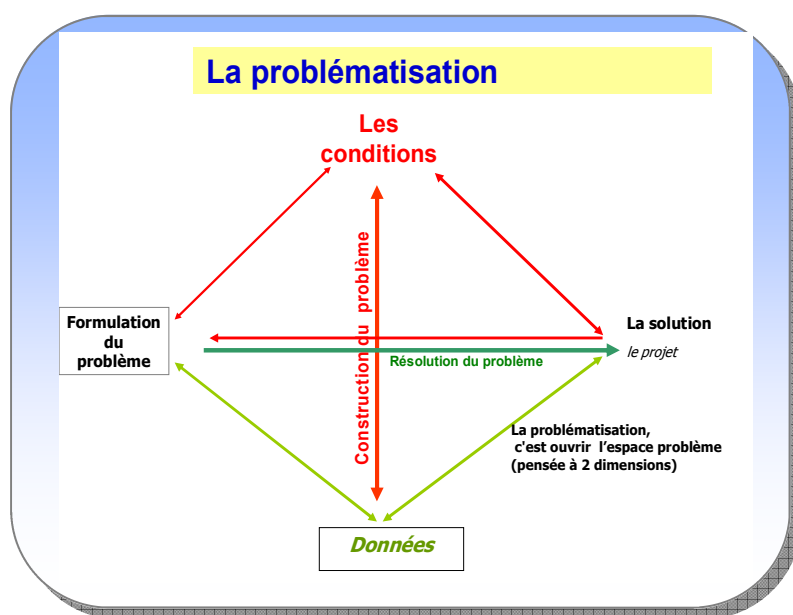 La problématisation
Les
conditions
Construction du problème
Formulation
du
problème
La solution
le projet
Résolution du problème
La problématisation,
c'est ouvrir l'espace problème
(pensée à 2 dimensions)
Données